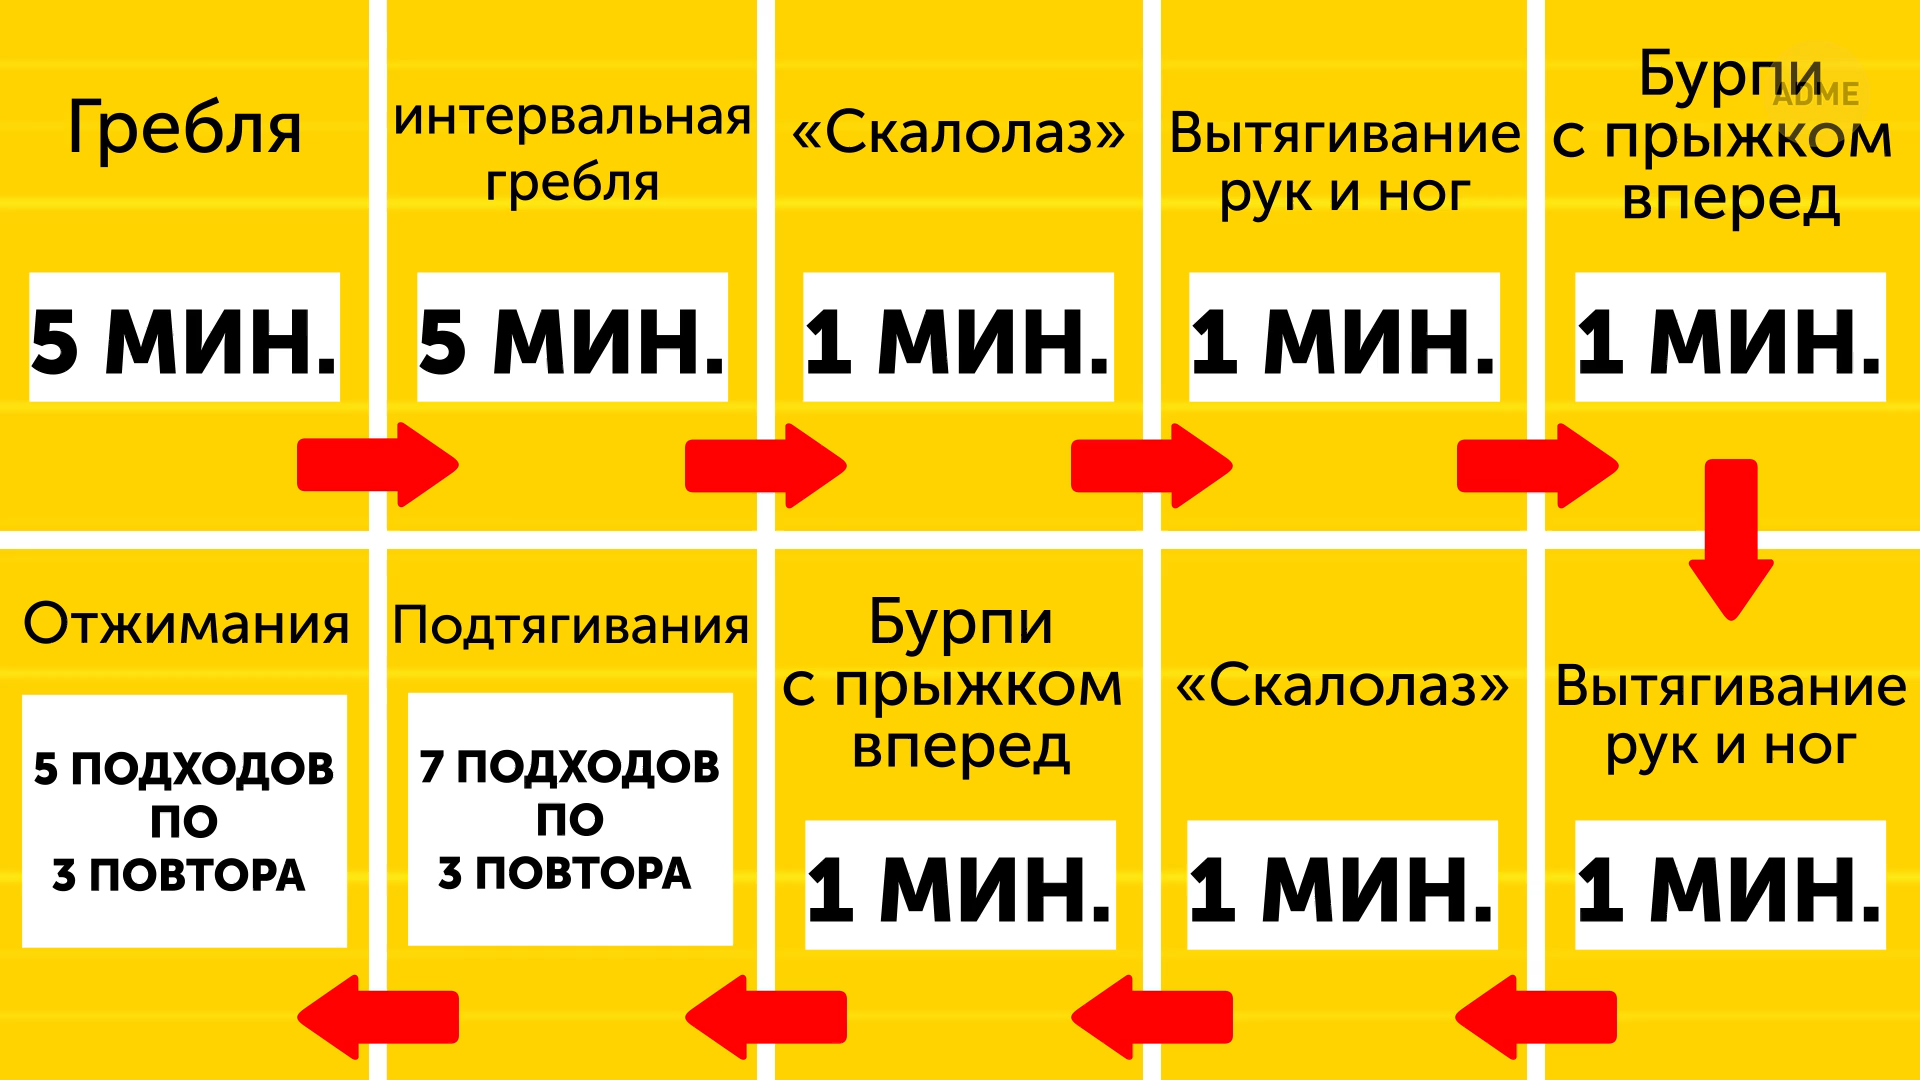 Гребля
5 МИН.
интервальная
гребля
5 МИН.
«Скалолаз»
1 МИН.
Вытягивание
рук и ног
1 МИН.
Бурпи
с прыжком
вперед
1 МИН.
ADME
Вытягивание
рук и ног
1 МИН.
«Скалолаз»
1 МИН.
Бурпи
с прыжком
вперед
1 МИН.
Подтягивания
7 ПОДХОДОВ
ПО
3 ПОВТОРА
Отжимания
5 ПОДХОДОВ
ПО
3 ПОВТОРА